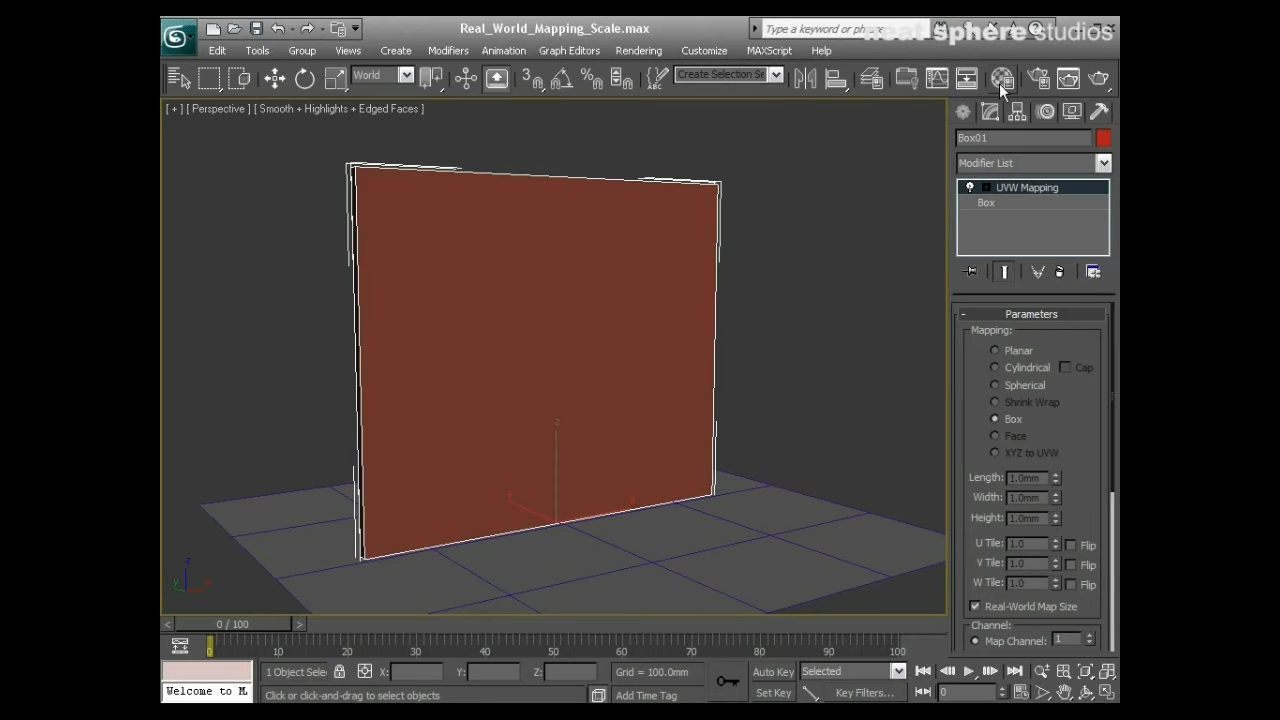 Real_World_Mapping_Scale.max
Type a keyword or phrase
neat sphere studios
Edit Tools Group Views Create Modifiers Animation Graph Editors Rendering Customize MAXScript Help
World
3
%
ABC
Create Selection Se
[ + ] [ Perspective ] [ Smooth + Highlights + Edged Faces ]
Box01
Modifier List
UVW Mapping
Box
Parameters
Mapping:
Planar
Cylindrical
Cap
Spherical
Shrink Wrap
Box
Face
XYZ to UVW
Length: 1.0mm
Width: 1.0mm
Height: 1.0mm
U Tile: 1.0 Flip
V Tile: 1.0 Flip
W Tile: 1.0 Flip
Real-World Map Size
Channel:
Map Channel: 1
z
x
z
y
< 0 / 100 >
0 10 20 30 40 50 60 70 80 90 100
1 Object Sele X: Y: Z: Grid = 100.0mm Auto Key Selected
Welcome to M
Click or click-and-drag to select objects Add Time Tag Set Key Key Filters... 0